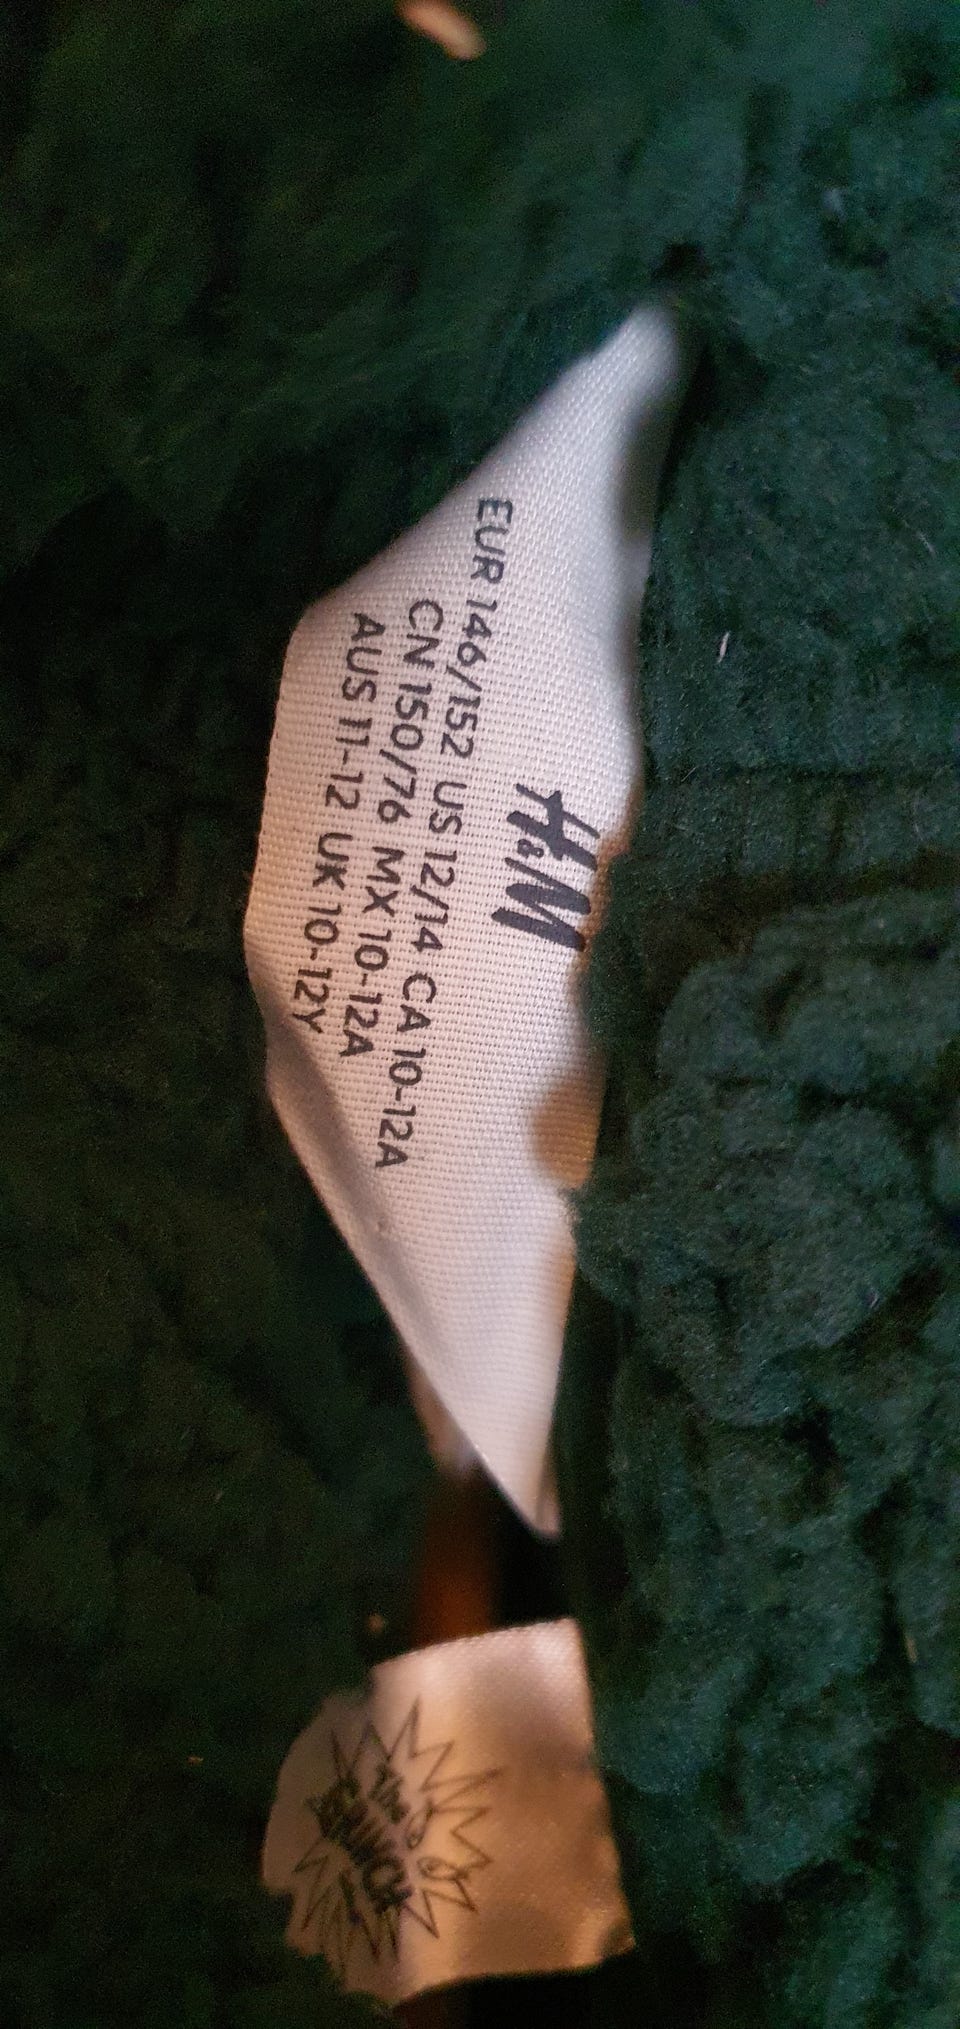 H&M
EUR 146/152 US 12/14 CA 10-12A
CN 150/76 MX 10-12A
AUS 11-12 UK 10-12Y
The
GRINCH